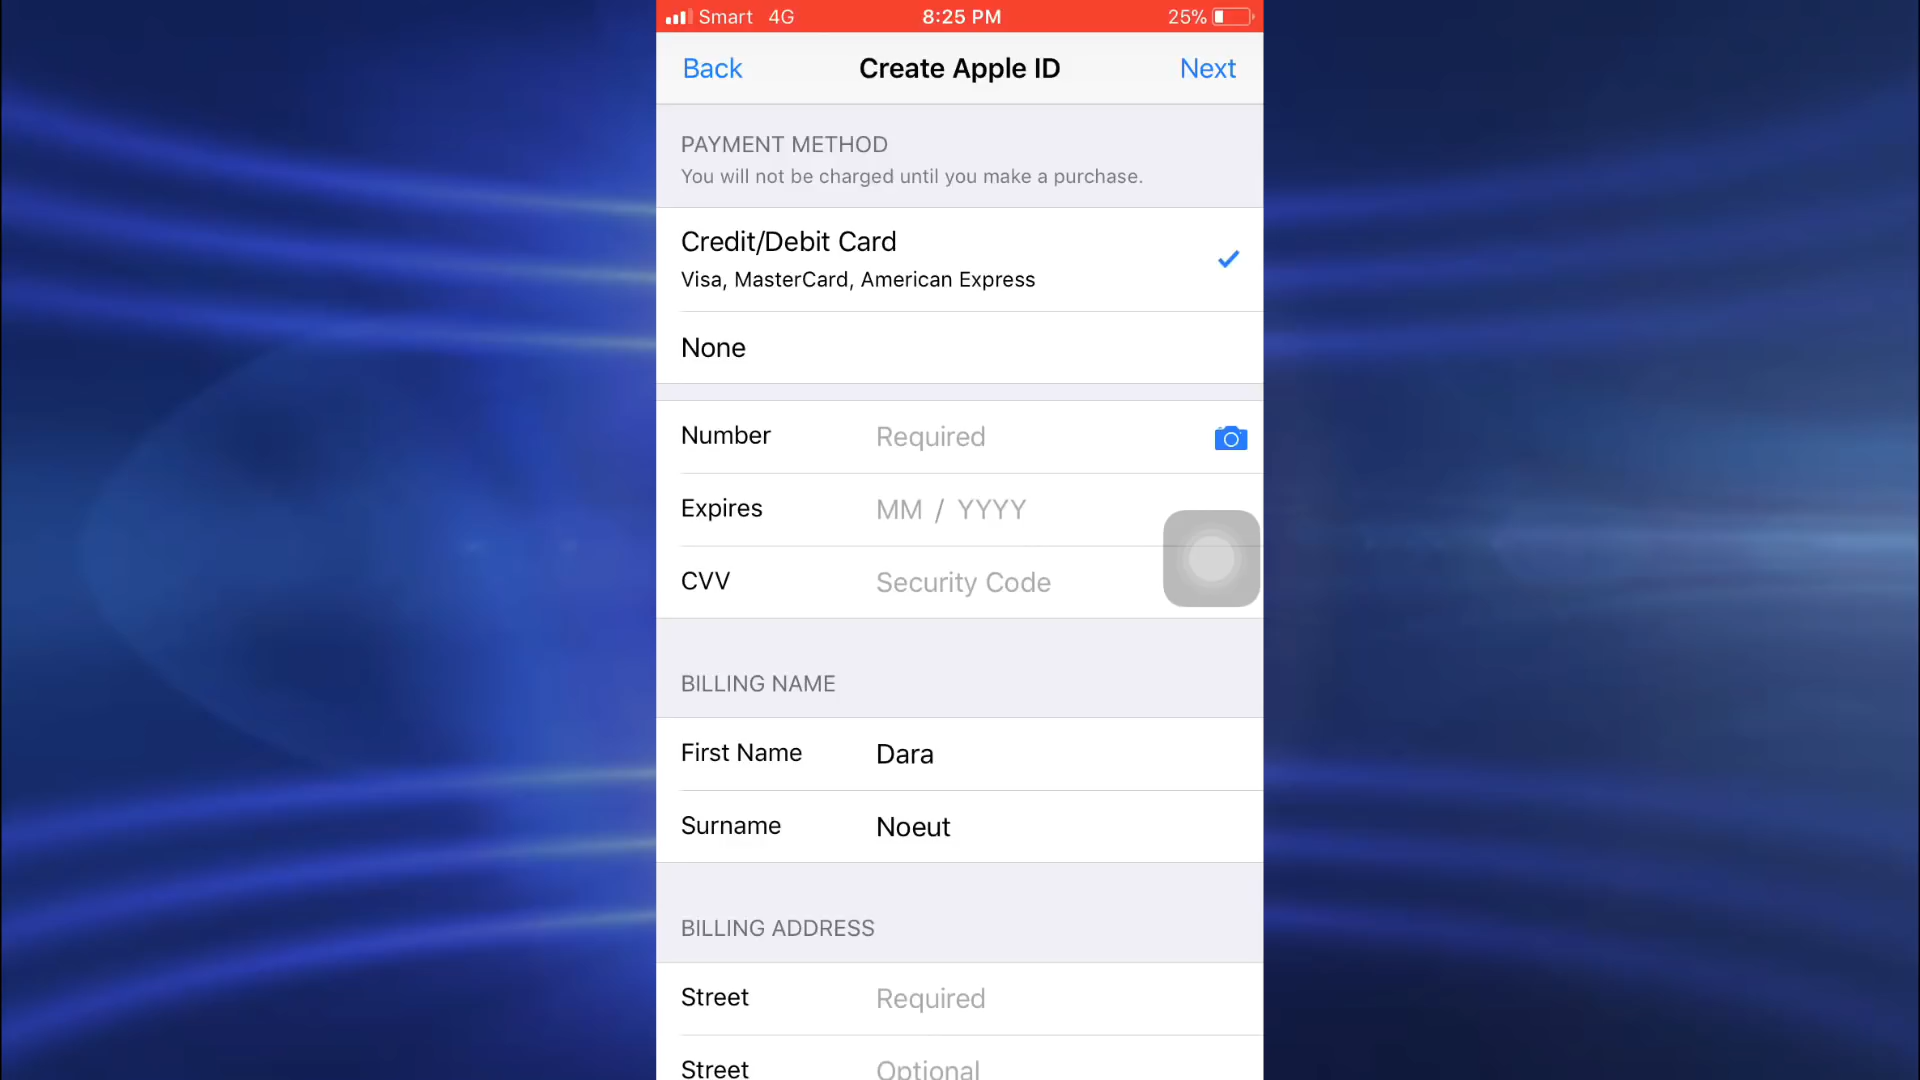 Smart 4G 8:25 PM 25%
Back Create Apple ID Next
PAYMENT METHOD
You will not be charged until you make a purchase.
Credit/Debit Card
Visa, MasterCard, American Express
None
Number Required
Expires MM / YYYY
CVV Security Code
BILLING NAME
First Name Dara
Surname Noeut
BILLING ADDRESS
Street Required
Street Optional